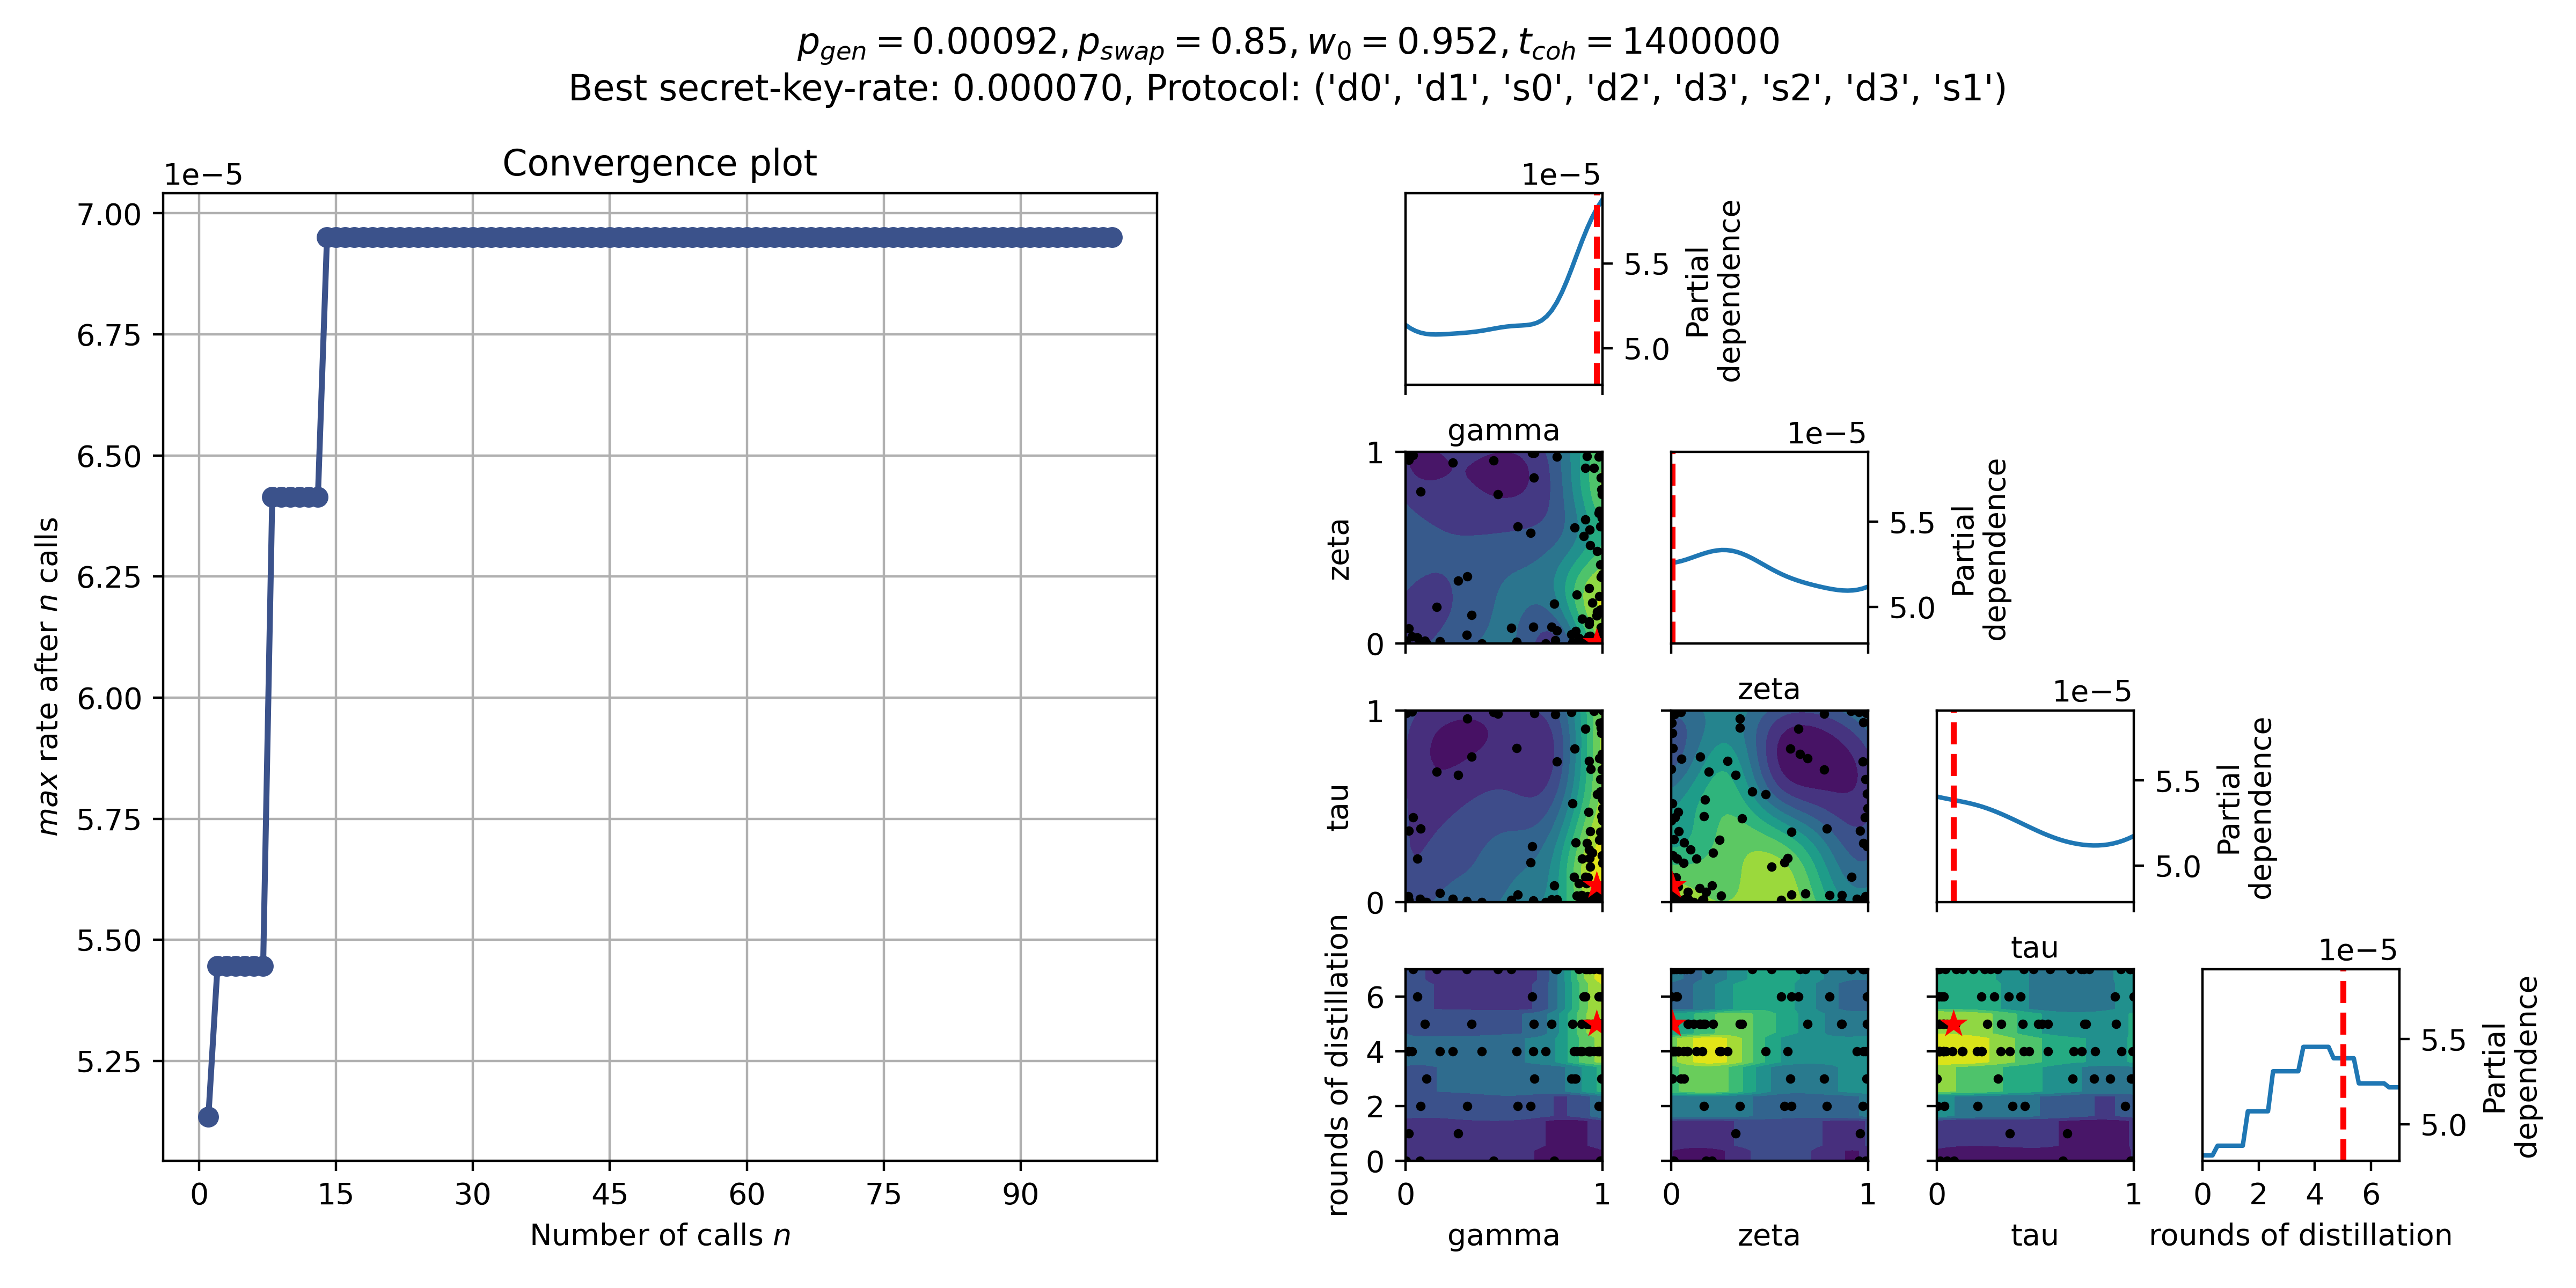 p_gen = 0.00092, p_swap = 0.85, w_0 = 0.952, t_coh = 1400000
Best secret-key-rate: 0.000070, Protocol: ('d0', 'd1', 's0', 'd2', 'd3', 's2', 'd3', 's1')
Convergence plot
1e−5
7.00
6.75
6.50
6.25
6.00
5.75
5.50
5.25
max rate after n calls
0 15 30 45 60 75 90
Number of calls n
1e−5
5.5
5.0
Partial
dependence
gamma
1
0
zeta
1e−5
5.5
5.0
Partial
dependence
zeta
1
0
tau
1e−5
5.5
5.0
Partial
dependence
tau
6
4
2
0
rounds of distillation
1e−5
5.5
5.0
Partial
dependence
0 1
gamma
0 1
zeta
0 1
tau
0 2 4 6
rounds of distillation